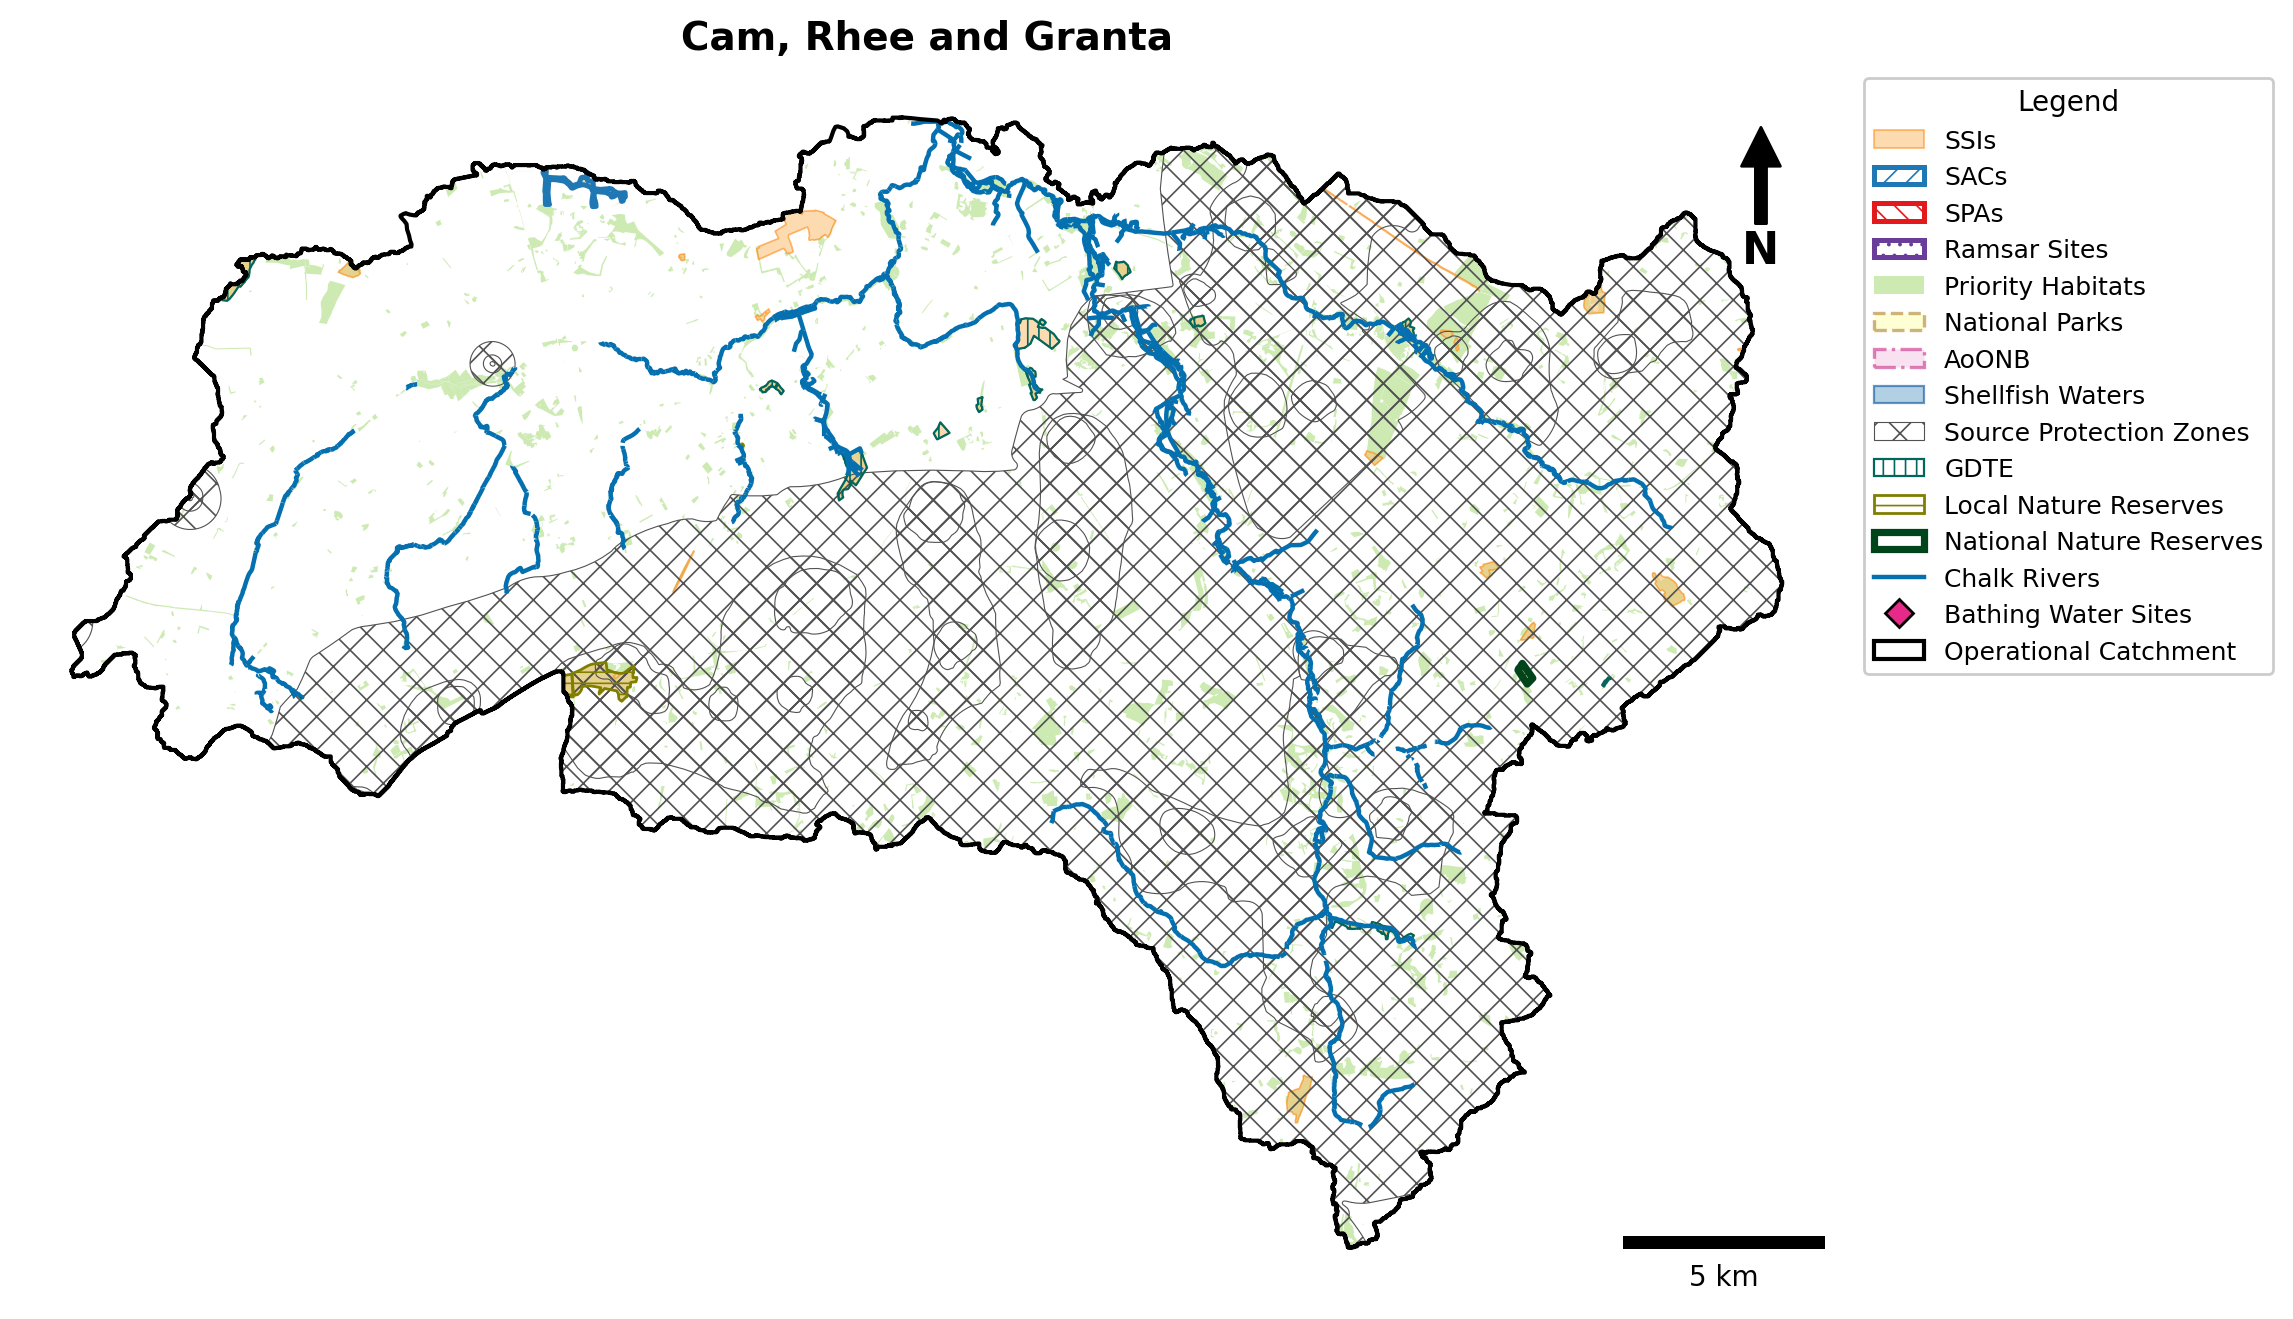 Cam, Rhee and Granta
Legend
SSIs
SACs
SPAs
Ramsar Sites
Priority Habitats
National Parks
AoONB
Shellfish Waters
Source Protection Zones
GDTE
Local Nature Reserves
National Nature Reserves
Chalk Rivers
Bathing Water Sites
Operational Catchment
N
5 km